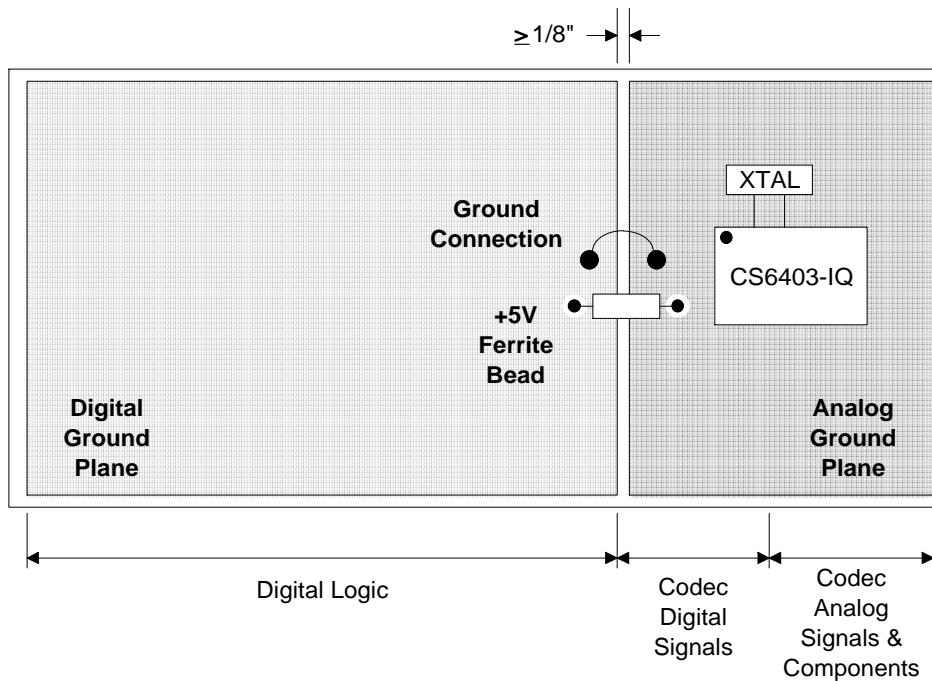 ≥1/8"
XTAL
Ground
Connection
CS6403-IQ
+5V
Ferrite
Bead
Digital
Ground
Plane
Analog
Ground
Plane
Digital Logic
Codec
Digital
Signals
Codec
Analog
Signals &
Components